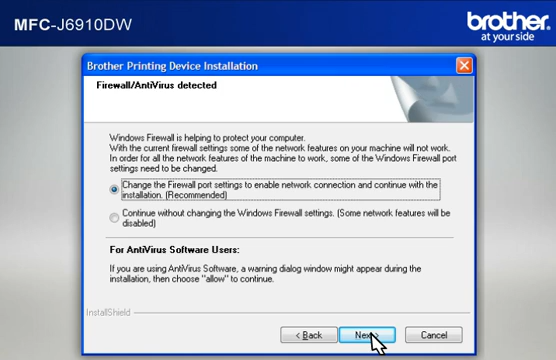 MFC-J6910DW
brother
at your side
Brother Printing Device Installation
Firewall/AntiVirus detected
Windows Firewall is helping to protect your computer.
With the current firewall settings some of the network features on your machine will not work.
In order for all the network features of the machine to work, some of the Windows Firewall port
settings need to be changed.
Change the Firewall port settings to enable network connection and continue with the
installation. (Recommended)
Continue without changing the Windows Firewall settings. (Some network features will be
disabled)
For AntiVirus Software Users:
If you are using AntiVirus Software, a warning dialog window might appear during the
installation, then choose "allow" to continue.
InstallShield
< Back
Next >
Cancel